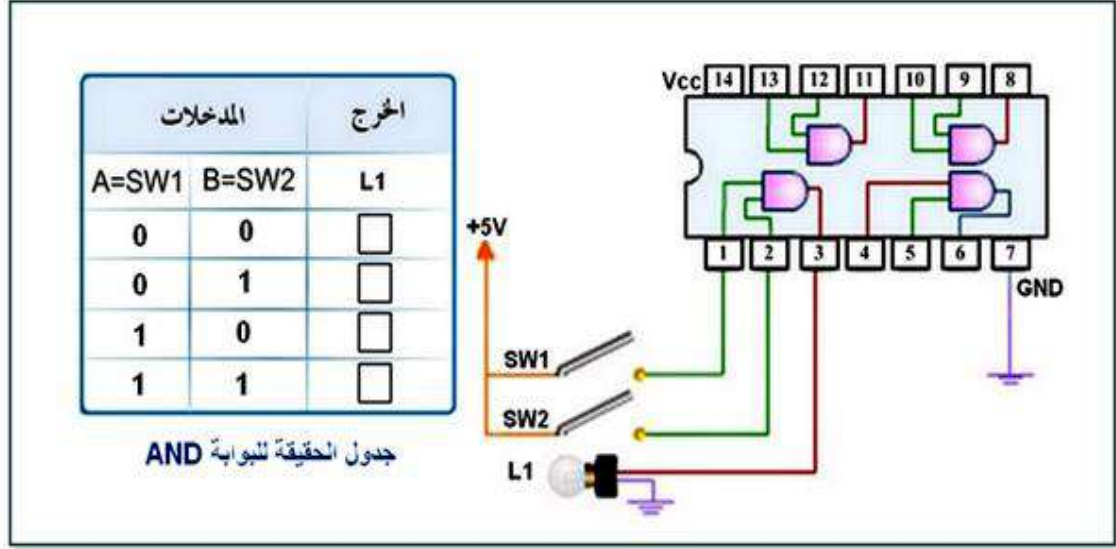 المدخلات الخرج
A=SW1 B=SW2 L1
0 0
0 1
1 0
1 1
جدول الحقيقة للبوابة AND
Vcc 14 13 12 11 10 9 8
1 2 3 4 5 6 7
GND
+5V
SW1
SW2
L1